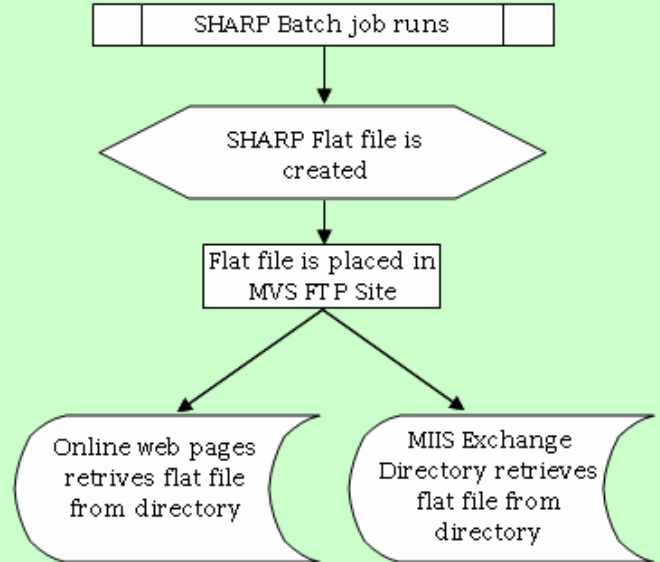 SHARP Batch job runs
SHARP Flat file is
created
Flat file is placed in
MVS FTP Site
Online web pages
retrives flat file
from directory
MIIS Exchange
Directory retrieves
flat file from
directory